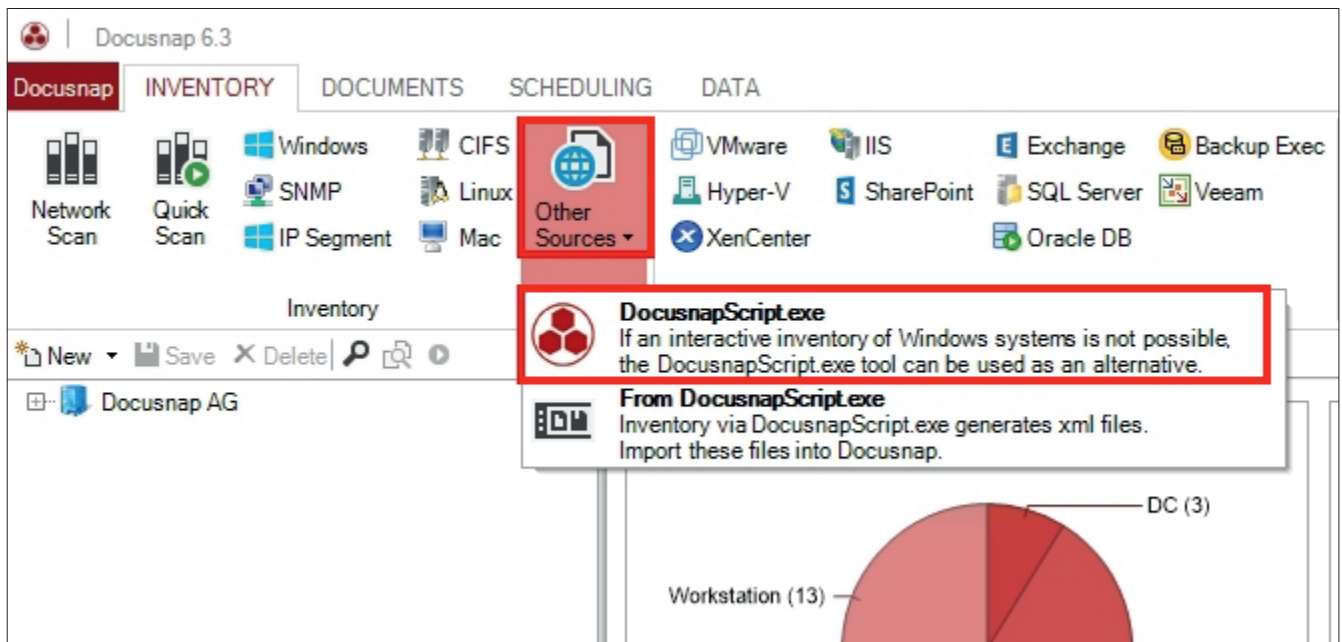 Docusnap 6.3
Docusnap INVENTORY DOCUMENTS SCHEDULING DATA
Network
Scan
Quick
Scan
Windows
SNMP
IP Segment
CIFS
Linux
Mac
Other
Sources
VMware
Hyper-V
XenCenter
IIS
SharePoint
Exchange
SQL Server
Oracle DB
Backup Exec
Veeam
Inventory
DocusnapScript.exe
If an interactive inventory of Windows systems is not possible,
the DocusnapScript.exe tool can be used as an alternative.
From DocusnapScript.exe
Inventory via DocusnapScript.exe generates xml files.
Import these files into Docusnap.
New Save Delete
Docusnap AG
DC (3)
Workstation (13)